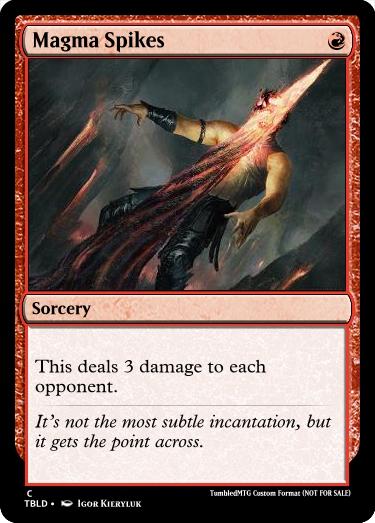 Magma Spikes
Sorcery
This deals 3 damage to each
opponent.
It's not the most subtle incantation, but
it gets the point across.
C
TBLD • Igor Kieryluk
TumbledMTG Custom Format (NOT FOR SALE)